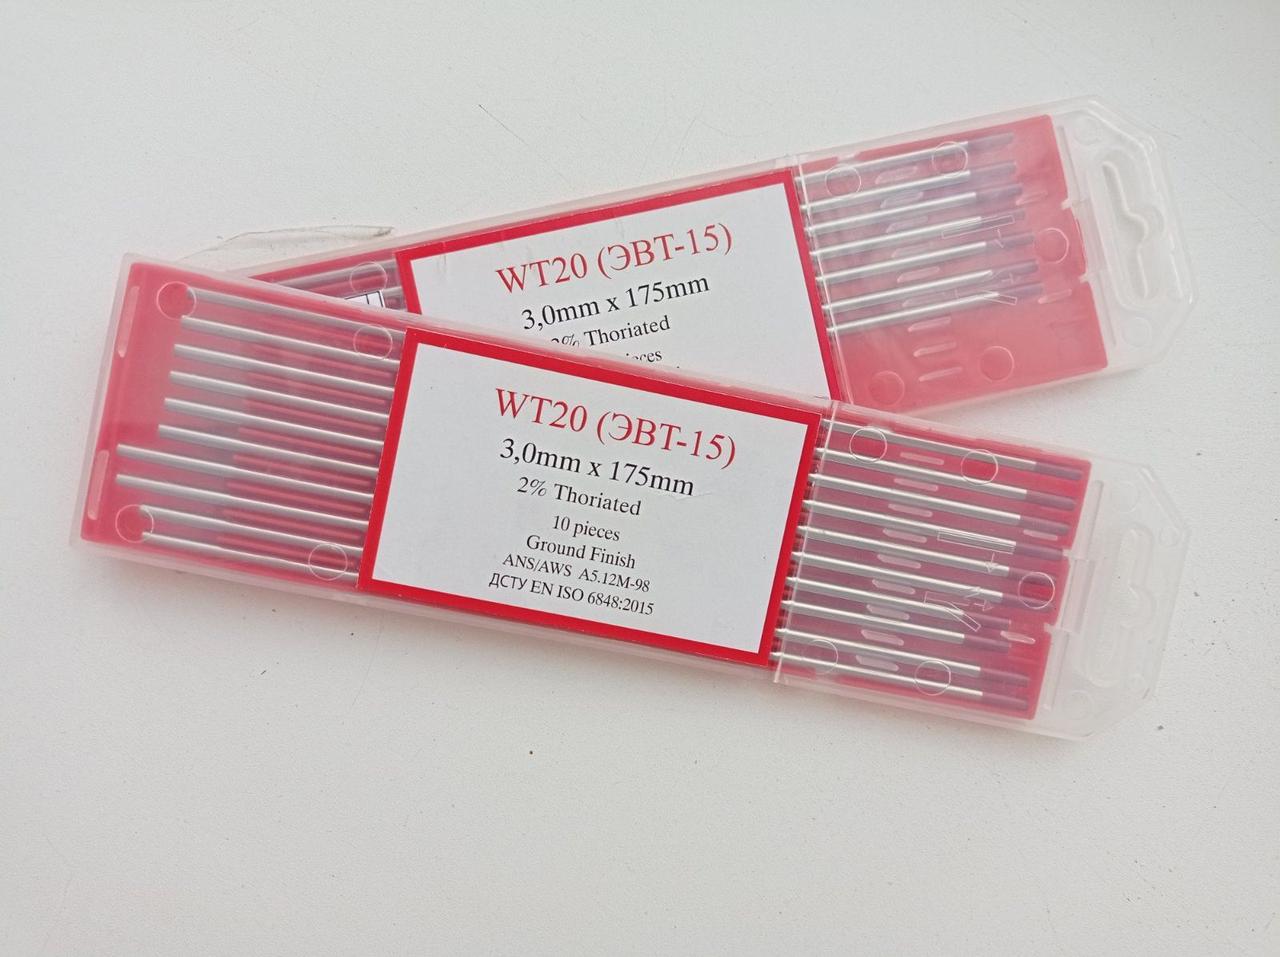 WT20 (ЭВТ-15)
3,0mm x 175mm
2% Thoriated
WT20 (ЭВТ-15)
3,0mm x 175mm
2% Thoriated
10 pieces
Ground Finish
ANS/AWS A5.12M-98
ДСТУ EN ISO 6848:2015